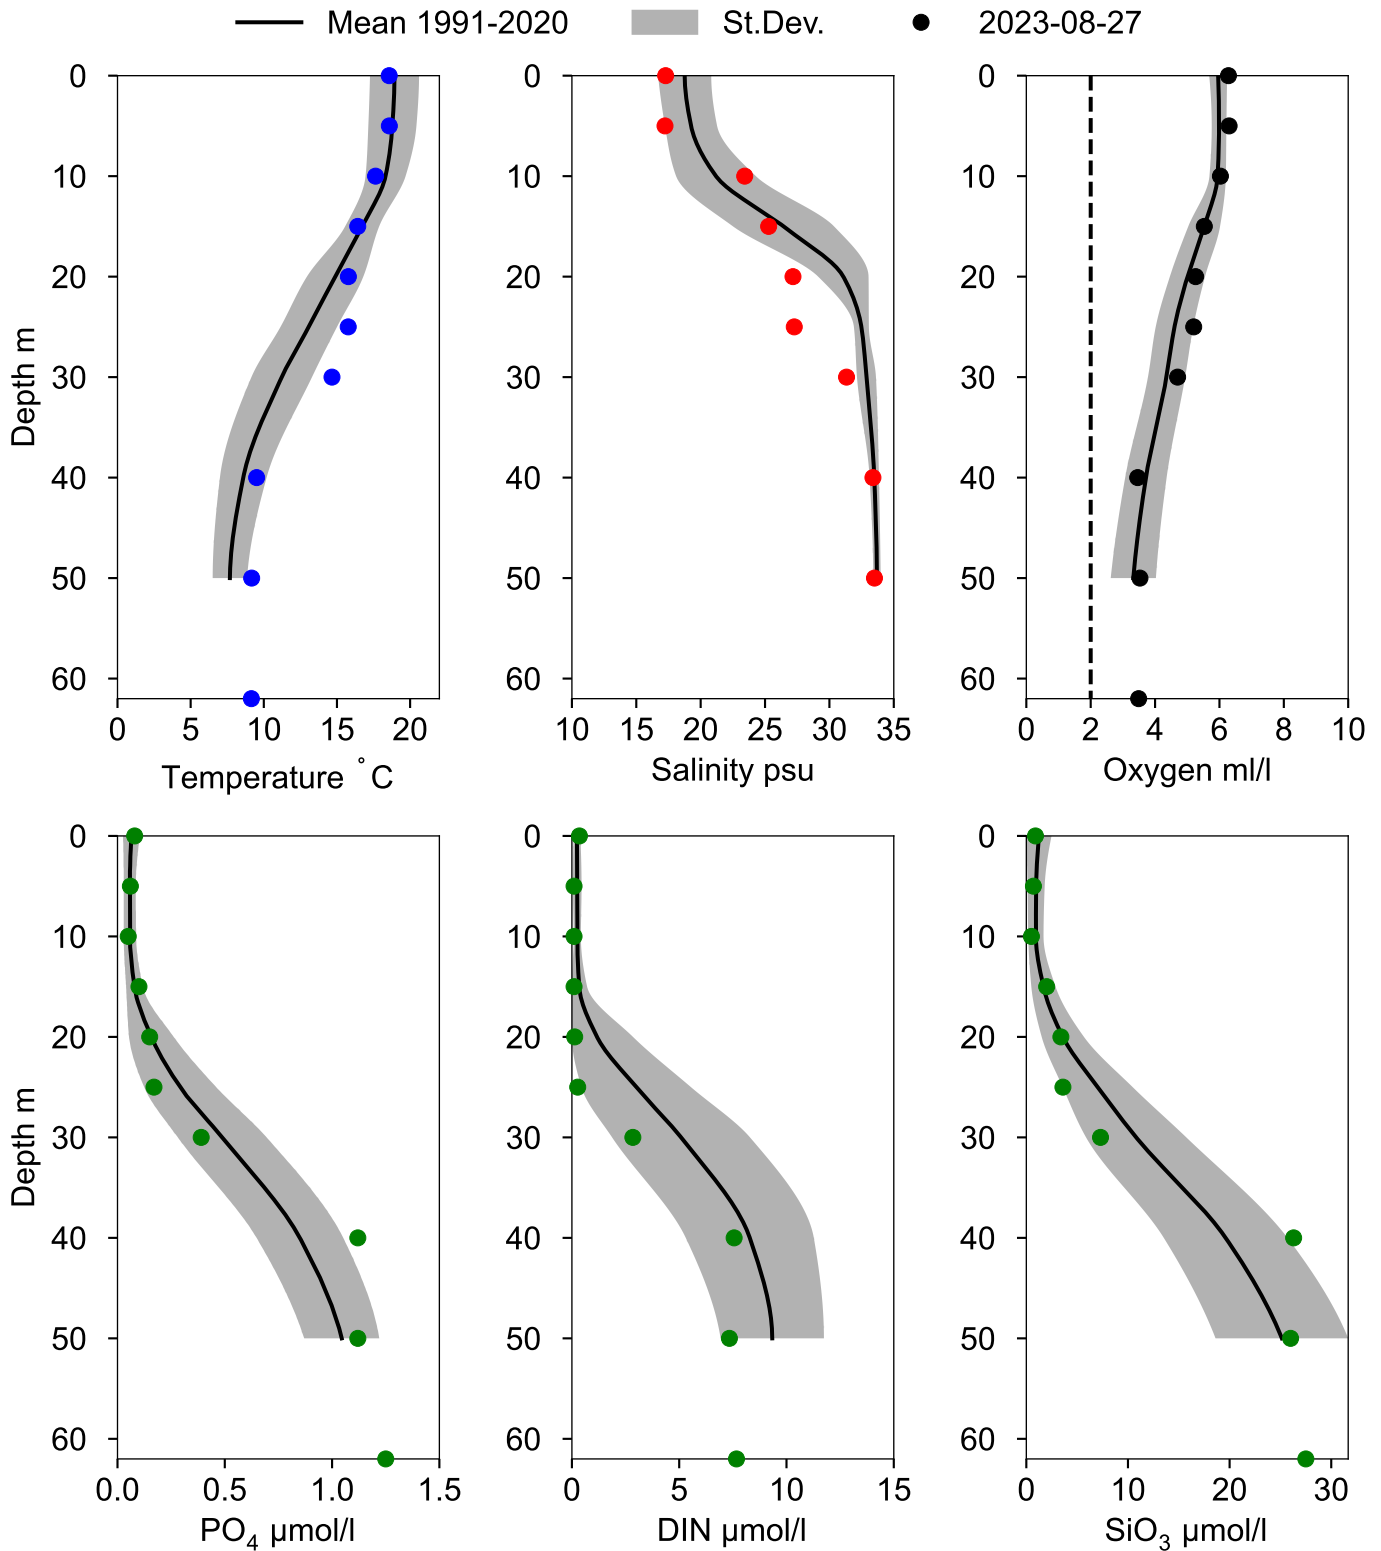 Mean 1991-2020 St.Dev. 2023-08-27
0 0 0
10 10 10
20 20 20
30 30 30
40 40 40
50 50 50
60 60 60
Depth m
0 5 10 15 20 10 15 20 25 30 35 0 2 4 6 8 10
Temperature °C Salinity psu Oxygen ml/l
0 0 0
10 10 10
20 20 20
30 30 30
40 40 40
50 50 50
60 60 60
Depth m
0.0 0.5 1.0 1.5 0 5 10 15 0 10 20 30
PO4 µmol/l DIN µmol/l SiO3 µmol/l